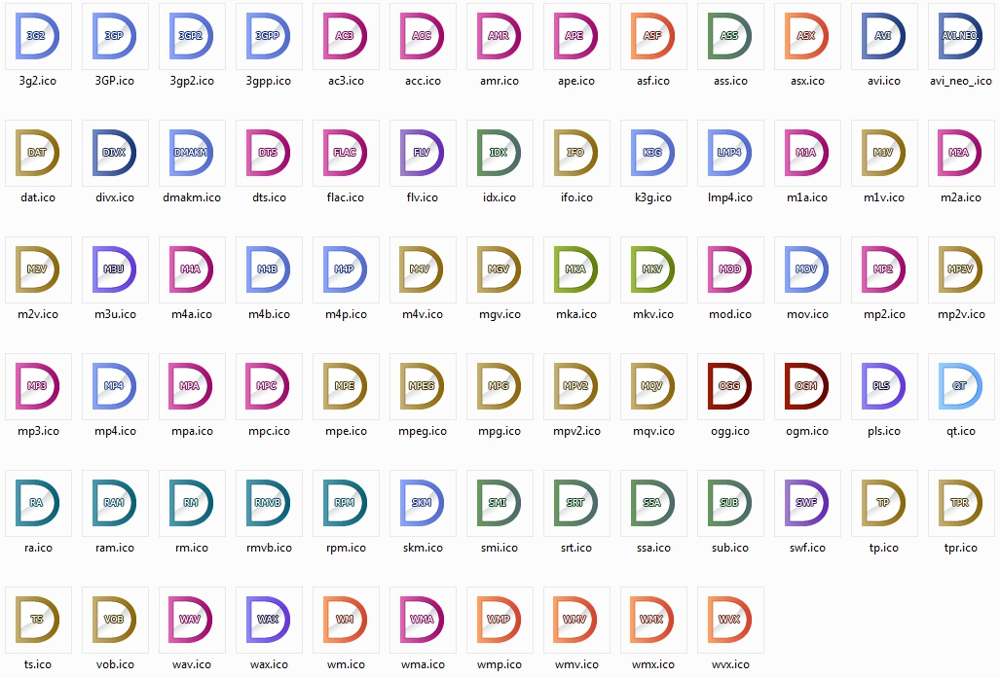 3G2 3GP 3GP2 3GPP AC3 ACC AMR APE ASF ASS ASX AVI AVI_NEO_
3g2.ico 3GP.ico 3gp2.ico 3gpp.ico ac3.ico acc.ico amr.ico ape.ico asf.ico ass.ico asx.ico avi.ico avi_neo_.ico
DAT DIVX DMAKM DTS FLAC FLV IDX IFO K3G LMP4 M1A M1V M2A
dat.ico divx.ico dmakm.ico dts.ico flac.ico flv.ico idx.ico ifo.ico k3g.ico lmp4.ico m1a.ico m1v.ico m2a.ico
M2V M3U M4A M4B M4P M4V MGV MKA MKV MOD MOV MP2 MP2V
m2v.ico m3u.ico m4a.ico m4b.ico m4p.ico m4v.ico mgv.ico mka.ico mkv.ico mod.ico mov.ico mp2.ico mp2v.ico
MP3 MP4 MPA MPC MPE MPEG MPG MPV2 MQV OGG OGM PLS QT
mp3.ico mp4.ico mpa.ico mpc.ico mpe.ico mpeg.ico mpg.ico mpv2.ico mqv.ico ogg.ico ogm.ico pls.ico qt.ico
RA RAM RM RMVB RPM SKM SMI SRT SSA SUB SWF TP TPR
ra.ico ram.ico rm.ico rmvb.ico rpm.ico skm.ico smi.ico srt.ico ssa.ico sub.ico swf.ico tp.ico tpr.ico
TS VOB WAV WAX WM WMA WMP WMV WMX WVX
ts.ico vob.ico wav.ico wax.ico wm.ico wma.ico wmp.ico wmv.ico wmx.ico wvx.ico